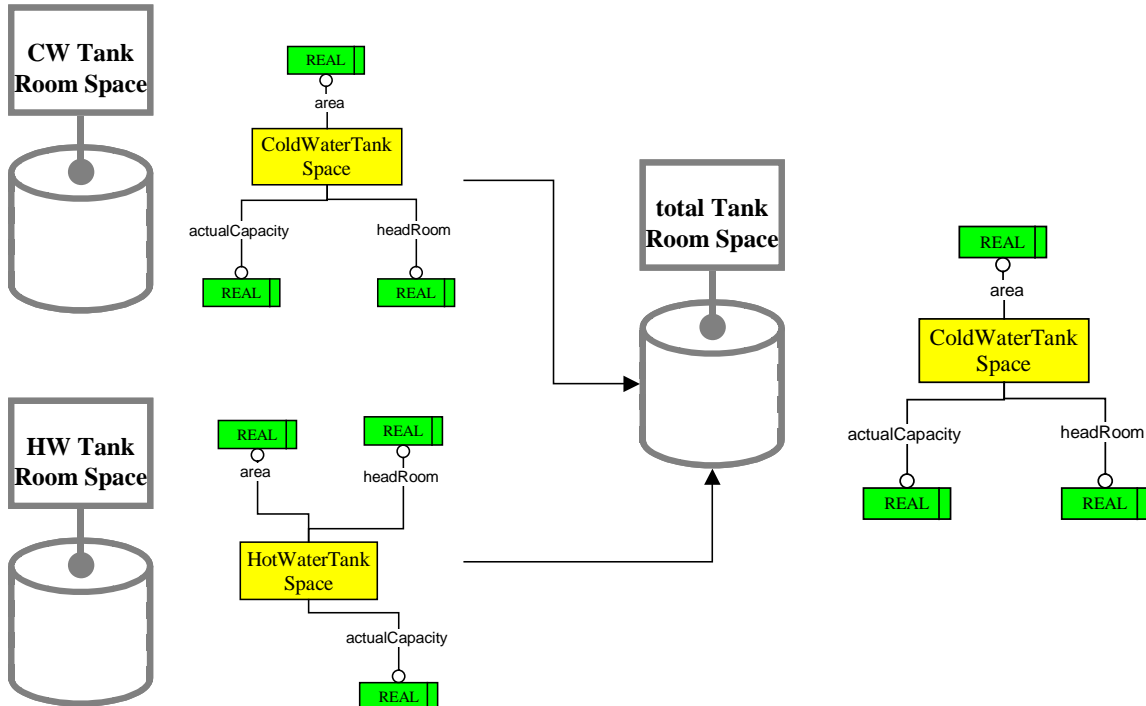 CW Tank
Room Space
REAL
area
ColdWaterTank
Space
actualCapacity
headRoom
REAL
REAL
HW Tank
Room Space
REAL
REAL
area
headRoom
HotWaterTank
Space
actualCapacity
REAL
total Tank
Room Space
REAL
area
ColdWaterTank
Space
actualCapacity
headRoom
REAL
REAL